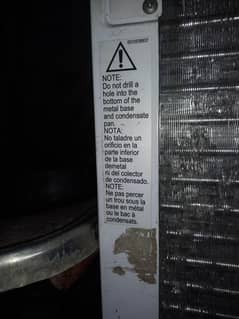 NOTE:
Do not drill a
hole into the
bottom of the
metal base
and condensate
pan.
NOTA:
No taladre un
orificio en la
parte inferior
de la base
demetal
ni del colector
de condensado.
NOTE:
Ne pas percer
un trou sous la
base en métal
ou le bac à
condensats.